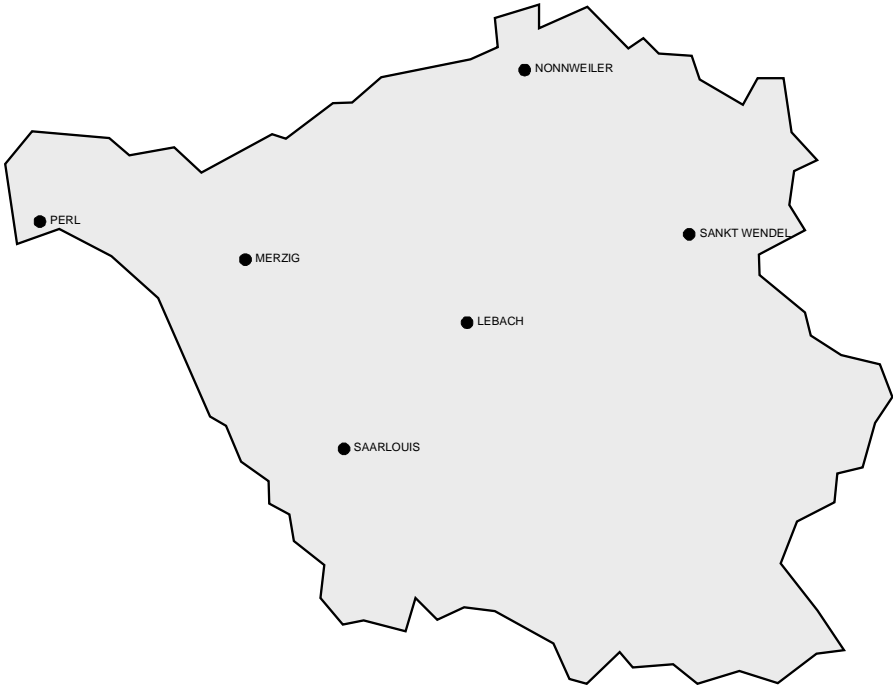 NONNWEILER
PERL
SANKT WENDEL
MERZIG
LEBACH
SAARLOUIS